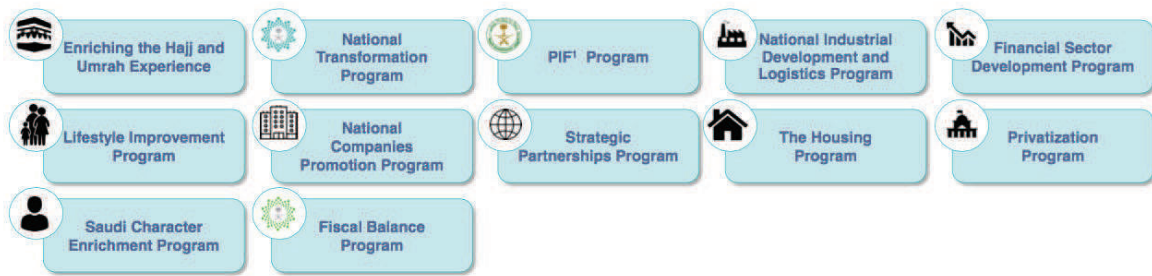 Enriching the Hajj and
Umrah Experience
National
Transformation
Program
PIF¹ Program
National Industrial
Development and
Logistics Program
Financial Sector
Development Program
Lifestyle Improvement
Program
National
Companies
Promotion Program
Strategic
Partnerships Program
The Housing
Program
Privatization
Program
Saudi Character
Enrichment Program
Fiscal Balance
Program